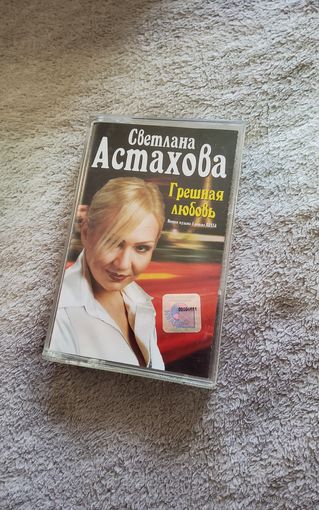 Светлана
Астахова
Грешная
любовь